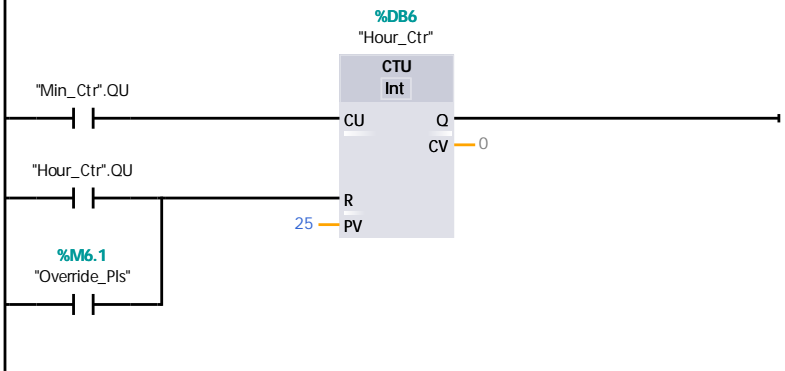 %DB6
"Hour_Ctr"
CTU
Int
"Min_Ctr".QU
CU Q
CV 0
"Hour_Ctr".QU
R
25 PV
%M6.1
"Override_Pls"